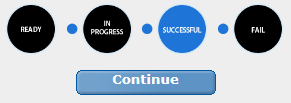 READY
IN
PROGRESS
SUCCESSFUL
FAIL
Continue